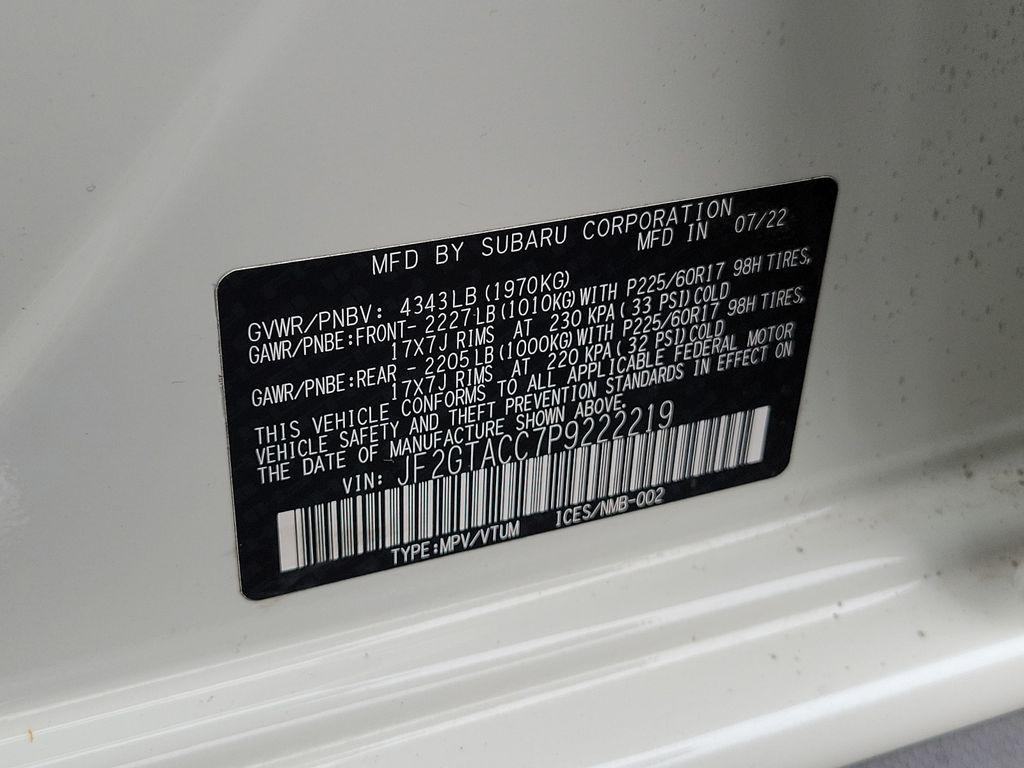 MFD BY SUBARU CORPORATION
MFD IN 07/22
GVWR/PNBV: 4343LB (1970KG)
GAWR/PNBE:FRONT- 2227LB (1010KG) WITH P225/60R17 98H TIRES,
17X7J RIMS AT 230 KPA (33 PSI) COLD
GAWR/PNBE:REAR - 2205LB (1000KG) WITH P225/60R17 98H TIRES,
17X7J RIMS AT 220 KPA (32 PSI) COLD
THIS VEHICLE CONFORMS TO ALL APPLICABLE FEDERAL MOTOR
VEHICLE SAFETY AND THEFT PREVENTION STANDARDS IN EFFECT ON
THE DATE OF MANUFACTURE SHOWN ABOVE.
VIN: JF2GTACC7P9222219
TYPE:MPV/VTUM ICES/NMB-002